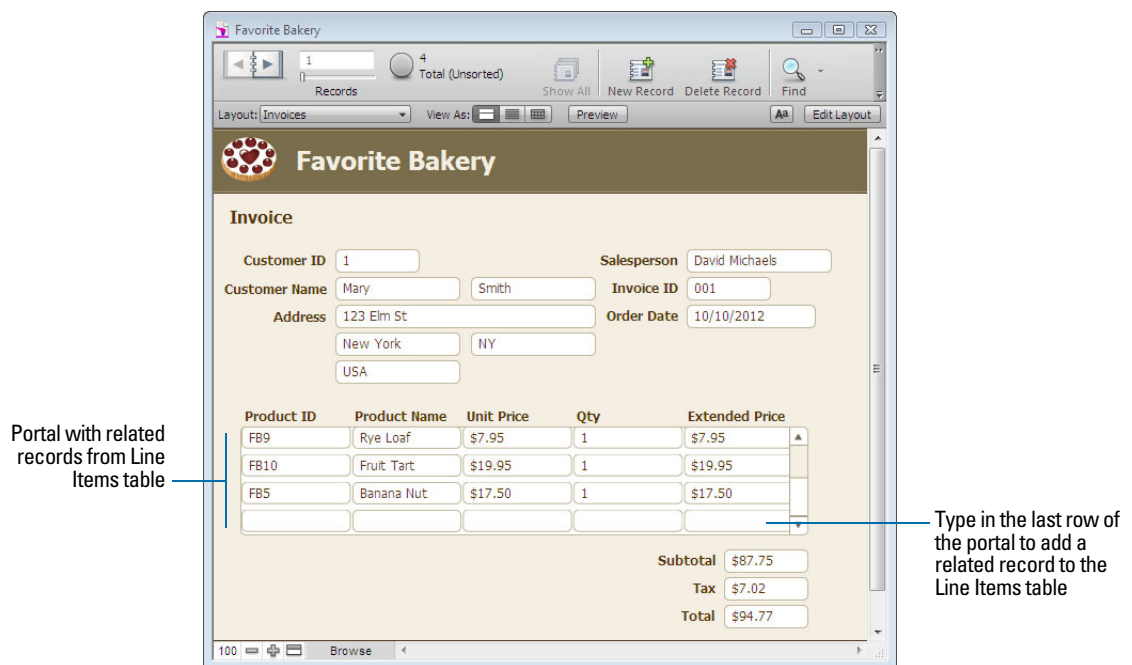 Favorite Bakery
1
Records
4
Total (Unsorted)
Show All
New Record
Delete Record
Find
Layout: Invoices
View As:
Preview
Aa
Edit Layout
Favorite Bakery
Invoice
Customer ID 1
Salesperson David Michaels
Customer Name Mary Smith
Invoice ID 001
Address 123 Elm St
Order Date 10/10/2012
New York NY
USA
Product ID Product Name Unit Price Qty Extended Price
FB9 Rye Loaf $7.95 1 $7.95
FB10 Fruit Tart $19.95 1 $19.95
FB5 Banana Nut $17.50 1 $17.50
Subtotal $87.75
Tax $7.02
Total $94.77
100 Browse
Portal with related
records from Line
Items table
Type in the last row of
the portal to add a
related record to the
Line Items table